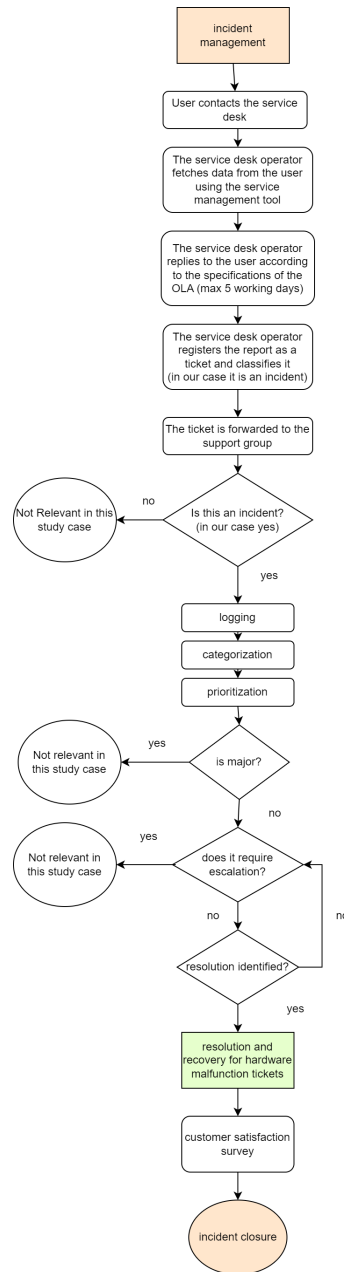 incident
management
User contacts the service
desk
The service desk operator
fetches data from the user
using the service
management tool
The service desk operator
replies to the user according
to the specifications of the
OLA (max 5 working days)
The service desk operator
registers the report as a
ticket and classifies it
(in our case it is an incident)
The ticket is forwarded to the
support group
no
Not Relevant in this
study case
Is this an incident?
(in our case yes)
yes
logging
categorization
prioritization
yes
Not relevant in
this study case
is major?
no
yes
Not relevant in
this study case
does it require
escalation?
no
no
resolution identified?
yes
resolution and
recovery for hardware
malfunction tickets
customer satisfaction
survey
incident closure